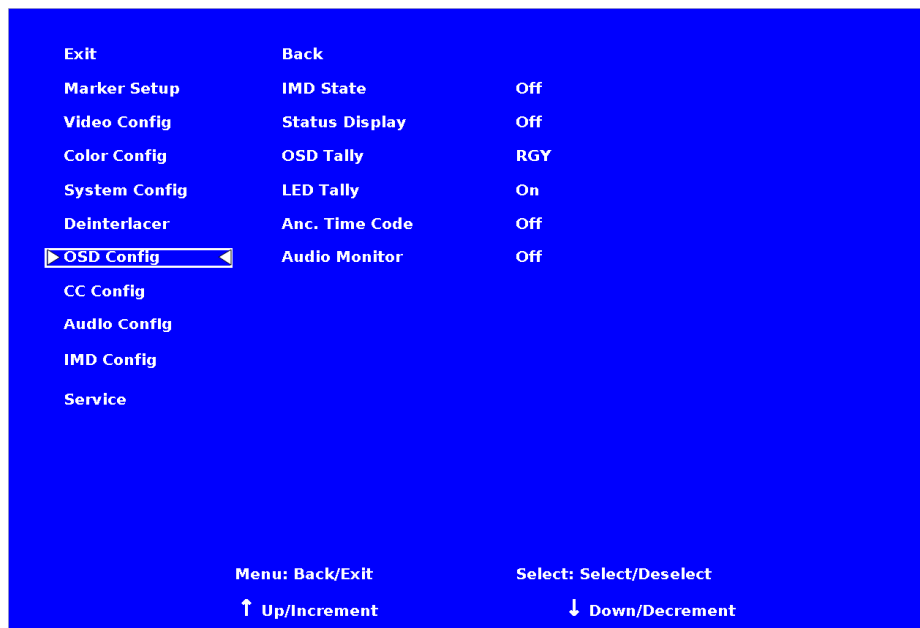 Exit Back
Marker Setup IMD State Off
Video Config Status Display Off
Color Config OSD Tally RGY
System Config LED Tally On
Deinterlacer Anc. Time Code Off
OSD Config Audio Monitor Off
CC Config
Audio Config
IMD Config
Service
Menu: Back/Exit Select: Select/Deselect
↑ Up/Increment ↓ Down/Decrement